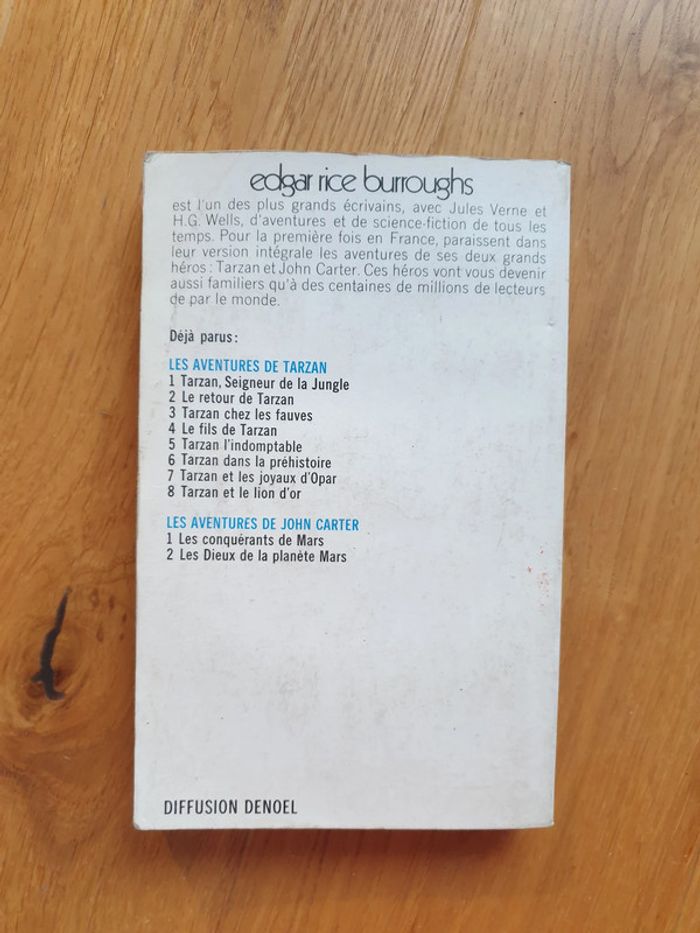 edgar rice burroughs
est l'un des plus grands écrivains, avec Jules Verne et
H.G. Wells, d'aventures et de science-fiction de tous les
temps. Pour la première fois en France, paraissent dans
leur version intégrale les aventures de ses deux grands
héros : Tarzan et John Carter. Ces héros vont vous devenir
aussi familiers qu'à des centaines de millions de lecteurs
de par le monde.
Déjà parus :
LES AVENTURES DE TARZAN
1 Tarzan, Seigneur de la Jungle
2 Le retour de Tarzan
3 Tarzan chez les fauves
4 Le fils de Tarzan
5 Tarzan l'indomptable
6 Tarzan dans la préhistoire
7 Tarzan et les joyaux d'Opar
8 Tarzan et le lion d'or
LES AVENTURES DE JOHN CARTER
1 Les conquérants de Mars
2 Les Dieux de la planète Mars
DIFFUSION DENOEL